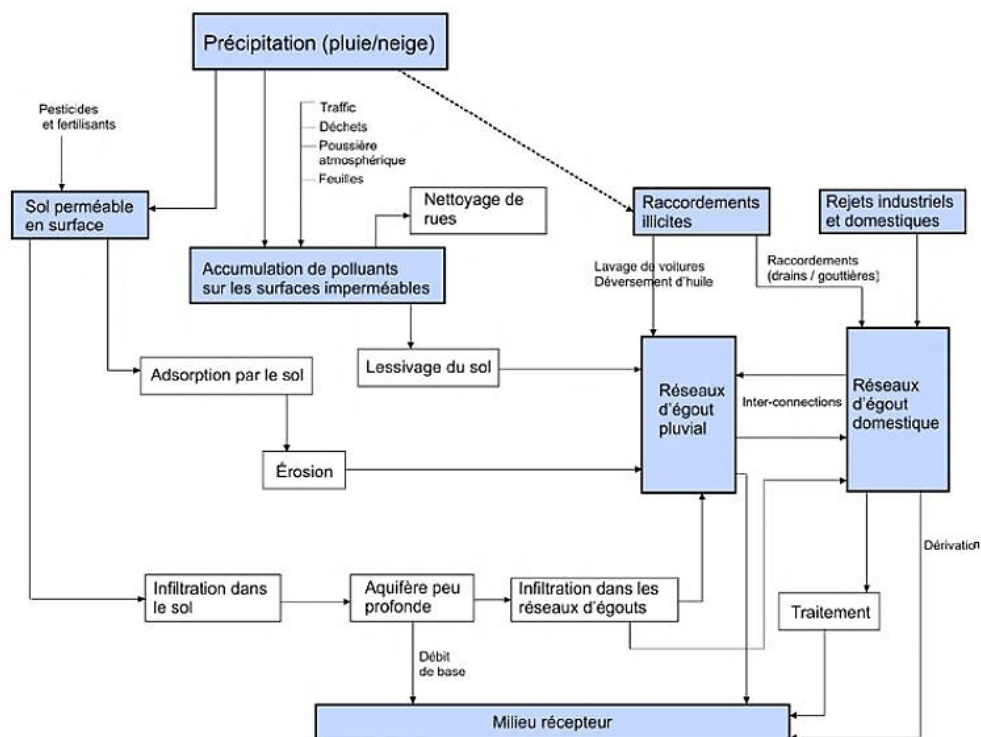 Précipitation (pluie/neige)
Pesticides
et fertilisants
Traffic
Déchets
Poussière
atmosphérique
Feuilles
Sol perméable
en surface
Nettoyage de
rues
Raccordements
illicites
Rejets industriels
et domestiques
Accumulation de polluants
sur les surfaces imperméables
Lavage de voitures
Déversement d'huile
Raccordements
(drains / gouttières)
Adsorption par le sol
Lessivage du sol
Réseaux
d'égout
pluvial
Inter-connections
Réseaux
d'égout
domestique
Érosion
Dérivation
Infiltration dans
le sol
Aquifère peu
profonde
Infiltration dans les
réseaux d'égouts
Traitement
Débit
de base
Milieu récepteur